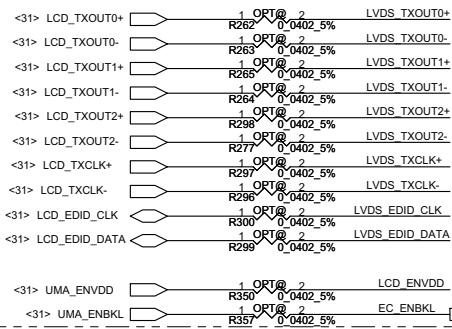 <31> LCD_TXOUT0+ 1 OPT@ 2 LVDS_TXOUT0+
R262 0_0402_5%
<31> LCD_TXOUT0- 1 OPT@ 2 LVDS_TXOUT0-
R263 0_0402_5%
<31> LCD_TXOUT1+ 1 OPT@ 2 LVDS_TXOUT1+
R265 0_0402_5%
<31> LCD_TXOUT1- 1 OPT@ 2 LVDS_TXOUT1-
R264 0_0402_5%
<31> LCD_TXOUT2+ 1 OPT@ 2 LVDS_TXOUT2+
R298 0_0402_5%
<31> LCD_TXOUT2- 1 OPT@ 2 LVDS_TXOUT2-
R277 0_0402_5%
<31> LCD_TXCLK+ 1 OPT@ 2 LVDS_TXCLK+
R297 0_0402_5%
<31> LCD_TXCLK- 1 OPT@ 2 LVDS_TXCLK-
R296 0_0402_5%
<31> LCD_EDID_CLK 1 OPT@ 2 LVDS_EDID_CLK
R300 0_0402_5%
<31> LCD_EDID_DATA 1 OPT@ 2 LVDS_EDID_DATA
R299 0_0402_5%
<31> UMA_ENVDD 1 OPT@ 2 LCD_ENVDD
R350 0_0402_5%
<31> UMA_ENBKL 1 OPT@ 2 EC_ENBKL
R357 0_0402_5%